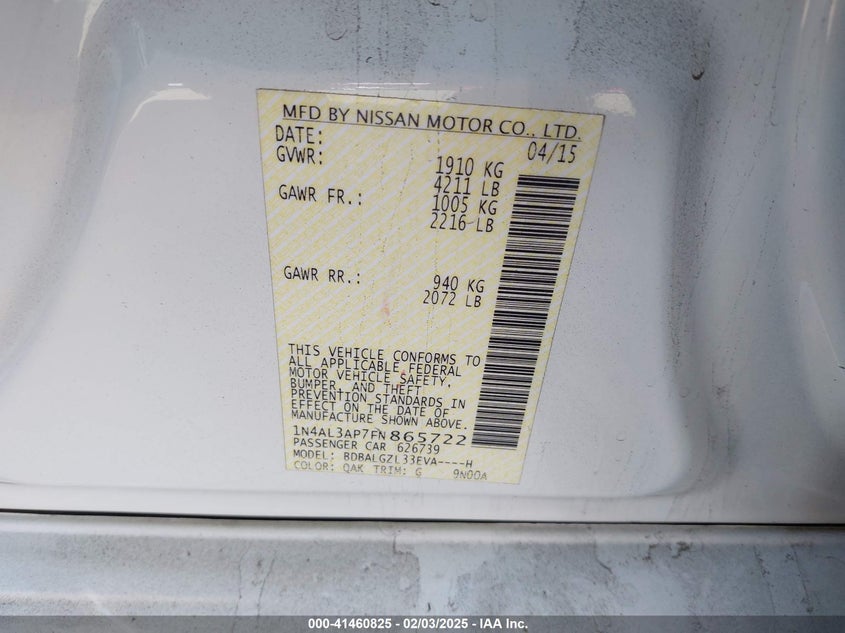 MFD BY NISSAN MOTOR CO., LTD.
DATE: 04/15
GVWR: 1910 KG
4211 LB
GAWR FR.: 1005 KG
2216 LB
GAWR RR.: 940 KG
2072 LB
THIS VEHICLE CONFORMS TO
ALL APPLICABLE FEDERAL
MOTOR VEHICLE SAFETY,
BUMPER, AND THEFT
PREVENTION STANDARDS IN
EFFECT ON THE DATE OF
MANUFACTURE SHOWN ABOVE.
1N4AL3AP7FN865722
PASSENGER CAR 626739
MODEL: BDBALGZL33EVA----H
COLOR: QAK TRIM: G 9N00A
000-41460825 - 02/03/2025 - IAA Inc.